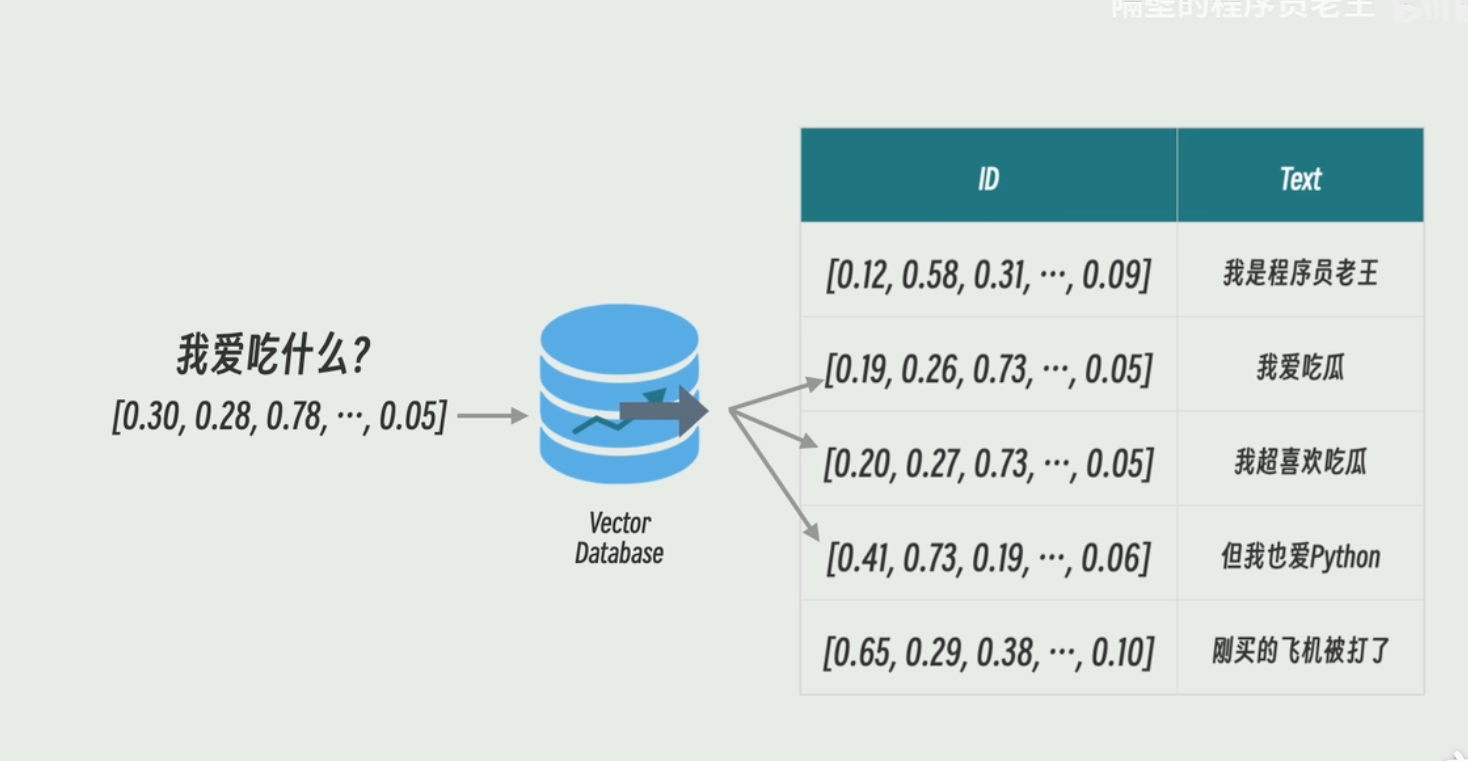 隔壁的程序员老王
ID
Text
[0.12, 0.58, 0.31, ···, 0.09]
我是程序员老王
我爱吃什么?
[0.30, 0.28, 0.78, ···, 0.05]
[0.19, 0.26, 0.73, ···, 0.05]
我爱吃瓜
[0.20, 0.27, 0.73, ···, 0.05]
我超喜欢吃瓜
Vector
Database
[0.41, 0.73, 0.19, ···, 0.06]
但我也爱Python
[0.65, 0.29, 0.38, ···, 0.10]
刚买的飞机被打了